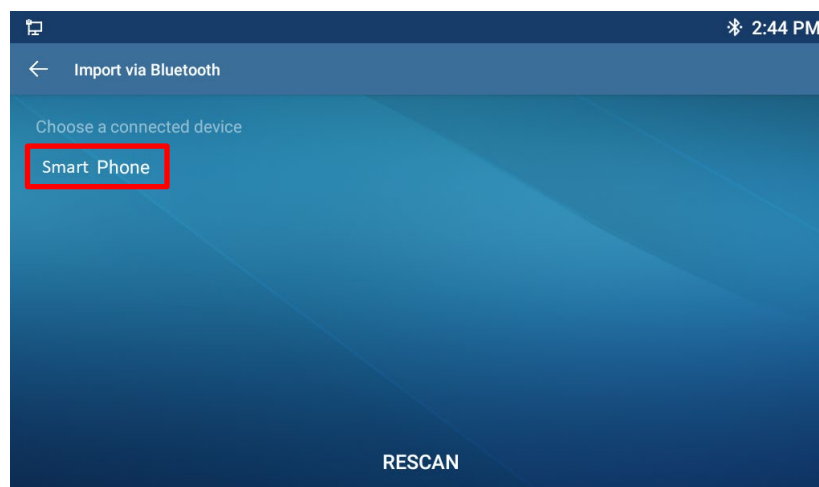 2:44 PM
Import via Bluetooth
Choose a connected device
Smart Phone
RESCAN